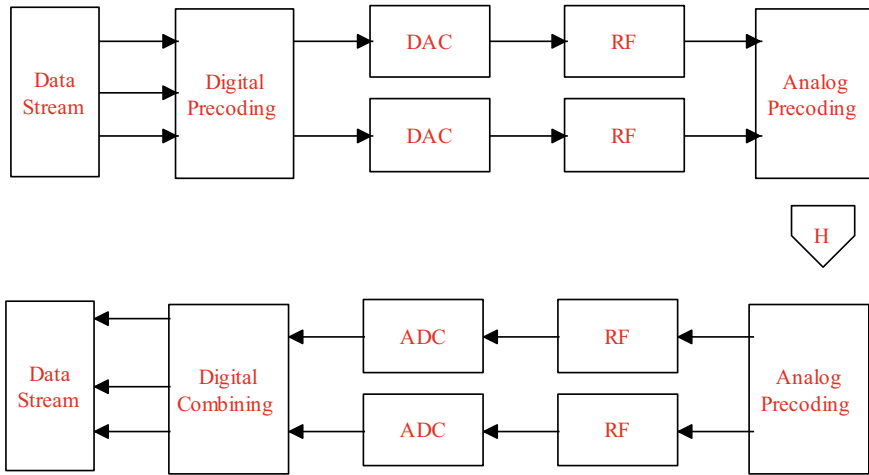 Data
Stream
Digital
Precoding
DAC
RF
DAC
RF
Analog
Precoding
H
Data
Stream
Digital
Combining
ADC
RF
ADC
RF
Analog
Precoding